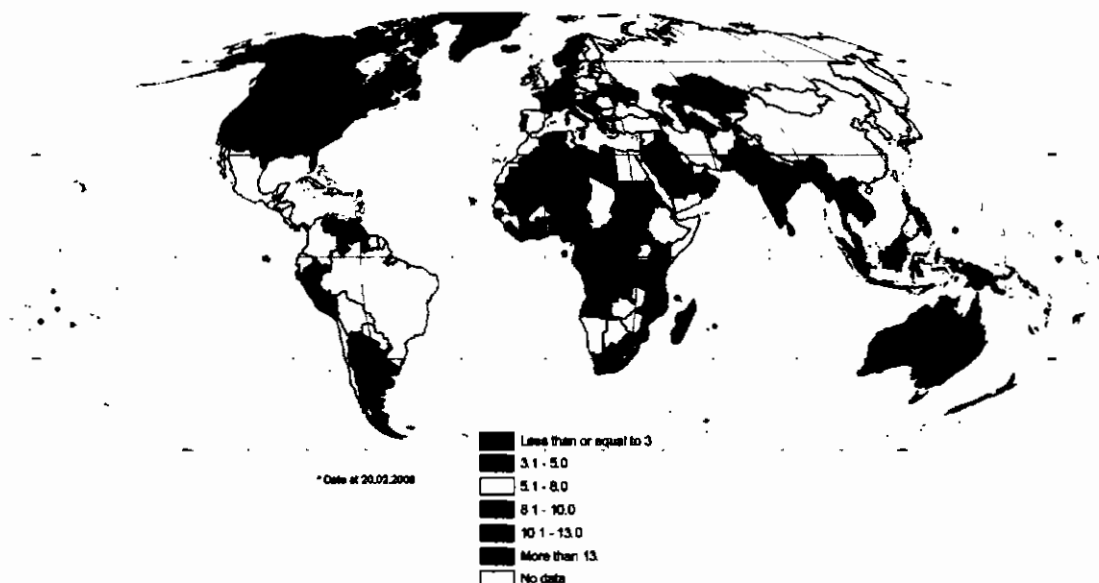 Less than or equal to 3
3.1 - 5.0
* Data at 20.02.2008
5.1 - 8.0
8.1 - 10.0
10.1 - 13.0
More than 13.
No data